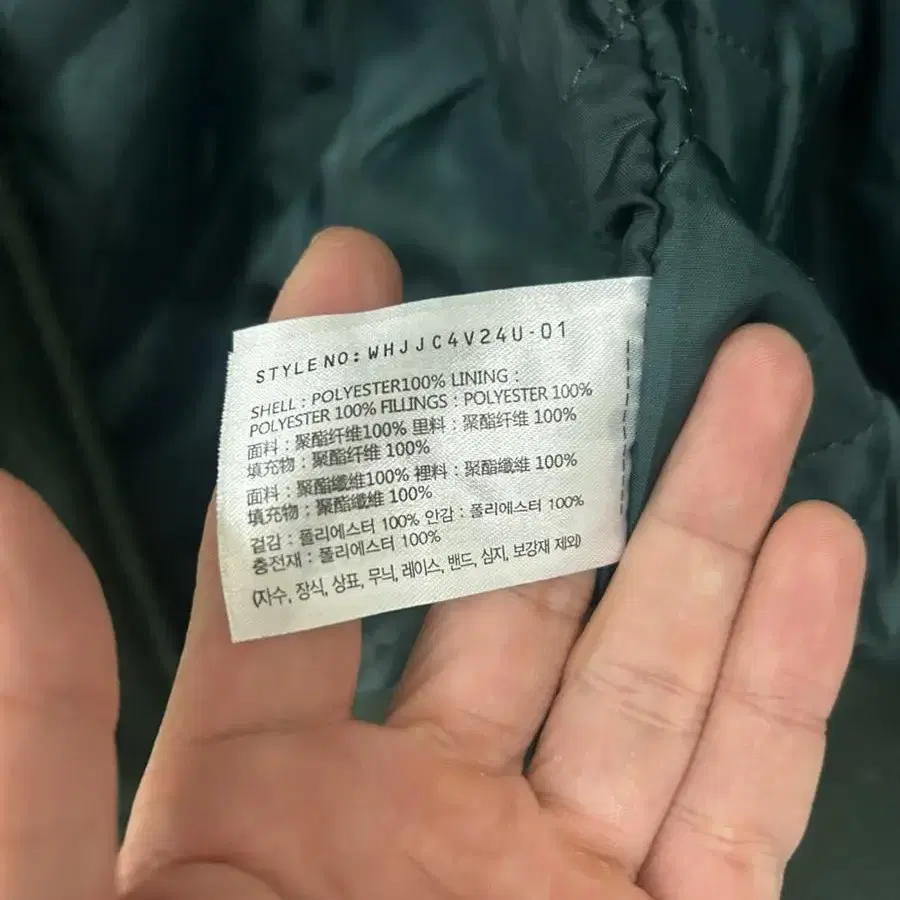 STYLE NO: WHJJC4V24U-01
SHELL : POLYESTER100% LINING :
POLYESTER 100% FILLINGS : POLYESTER 100%
面料 : 聚酯纤维100% 里料 : 聚酯纤维 100%
填充物 : 聚酯纤维 100%
面料 : 聚酯纖維100% 裡料 : 聚酯纖維 100%
填充物 : 聚酯纖維 100%
겉감 : 폴리에스터 100% 안감 : 폴리에스터 100%
충전재 : 폴리에스터 100%
(자수, 장식, 상표, 무늬, 레이스, 밴드, 심지, 보강재 제외)